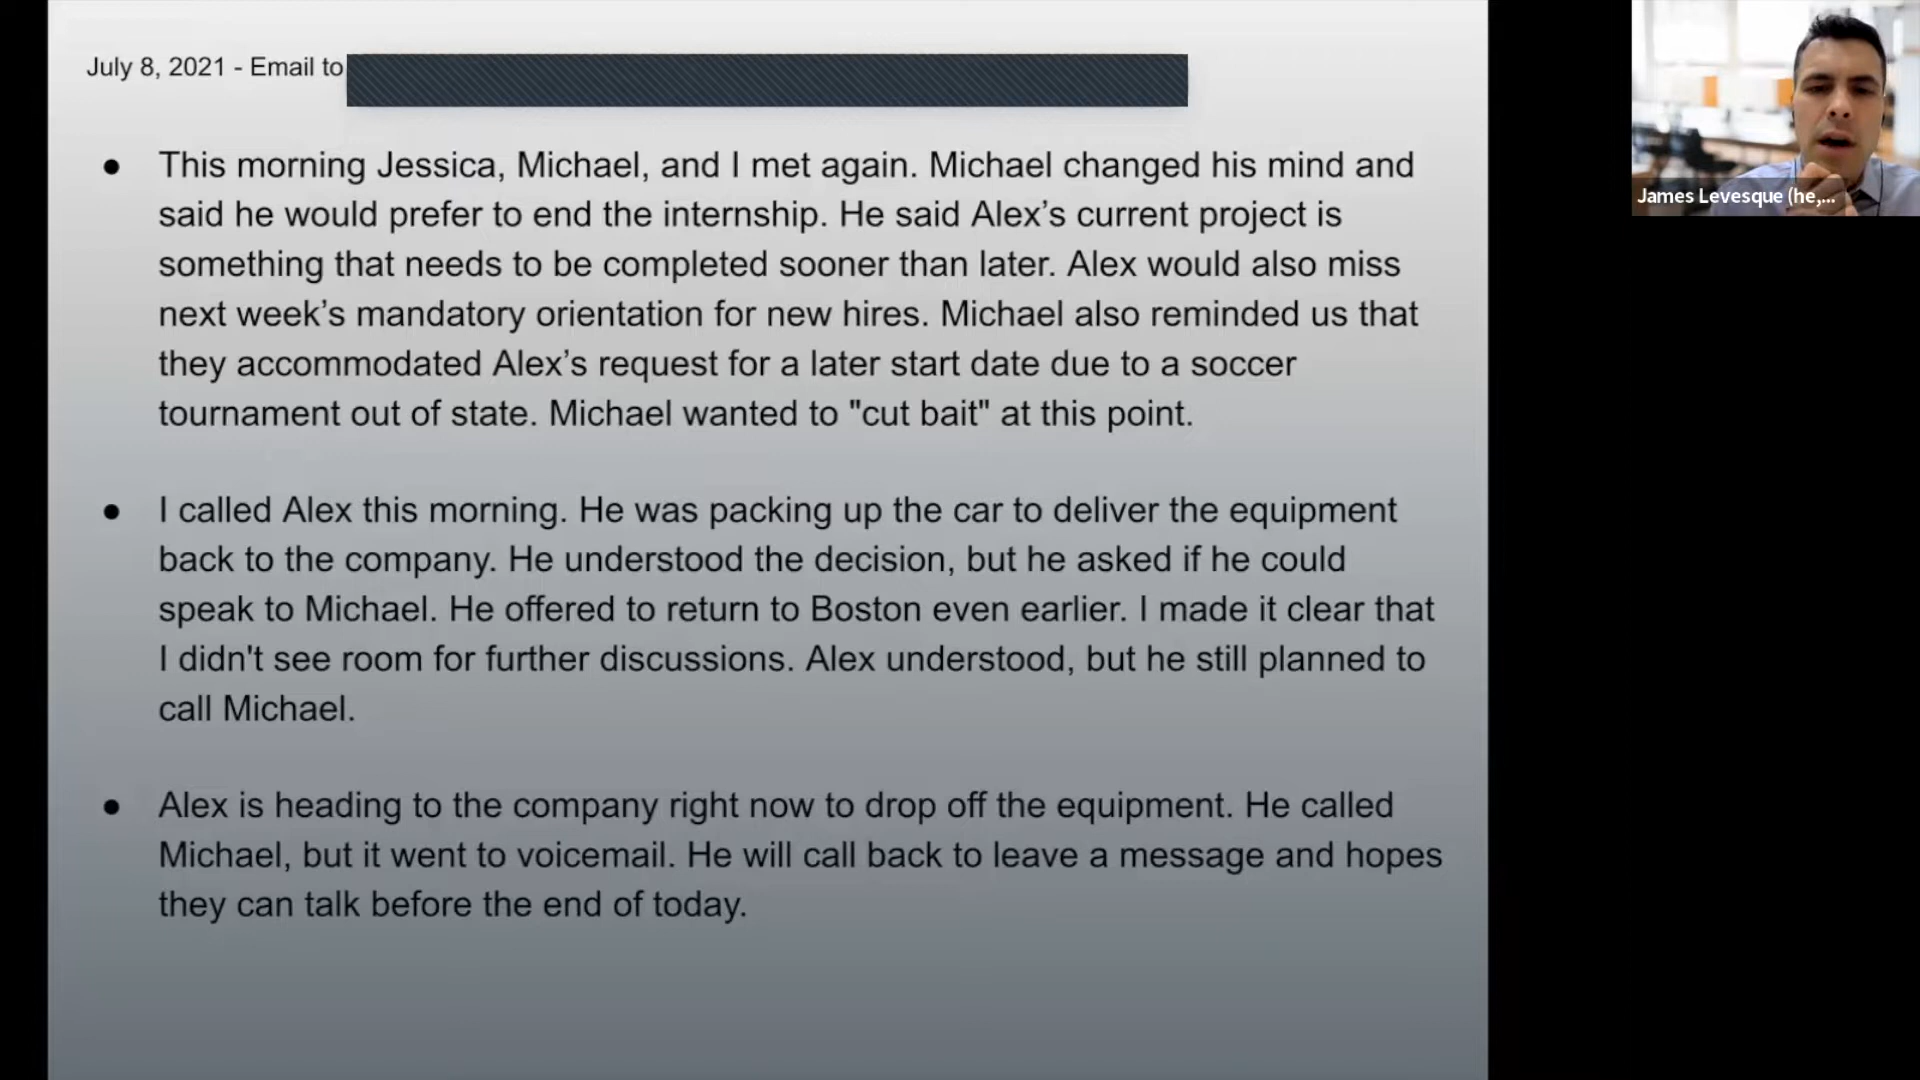 July 8, 2021 - Email to
This morning Jessica, Michael, and I met again. Michael changed his mind and
said he would prefer to end the internship. He said Alex’s current project is
something that needs to be completed sooner than later. Alex would also miss
next week’s mandatory orientation for new hires. Michael also reminded us that
they accommodated Alex’s request for a later start date due to a soccer
tournament out of state. Michael wanted to "cut bait" at this point.
I called Alex this morning. He was packing up the car to deliver the equipment
back to the company. He understood the decision, but he asked if he could
speak to Michael. He offered to return to Boston even earlier. I made it clear that
I didn't see room for further discussions. Alex understood, but he still planned to
call Michael.
Alex is heading to the company right now to drop off the equipment. He called
Michael, but it went to voicemail. He will call back to leave a message and hopes
they can talk before the end of today.
James Levesque (he,...